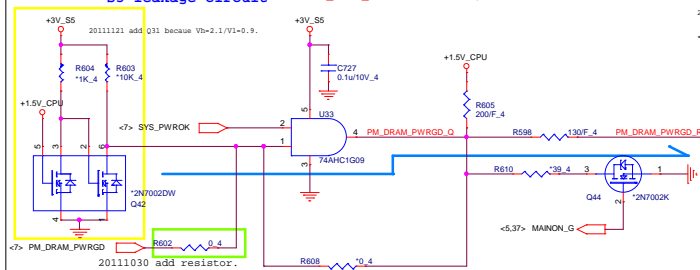 S5 leakage circuit
+3V_S5
20111121 add Q31 becaue Vh=2.1/Vl=0.9.
+3V_S5
R604
*1K_4
R603
*10K_4
C727
0.1u/10V_4
+1.5V_CPU
+1.5V_CPU
R605
200/F_4
5
U33
<7> SYS_PWROK
2
1
4
PM_DRAM_PWRGD_Q
R598
130/F_4
PM_DRAM_PWRGD_R
74AHC1G09
3
5
3
2
6
*2N7002DW
Q42
4
1
R610
*39_4
3
1
Q44
*2N7002K
2
<5,37> MAINON_G
<7> PM_DRAM_PWRGD
R602
0_4
20111030 add resistor.
R608
*0_4